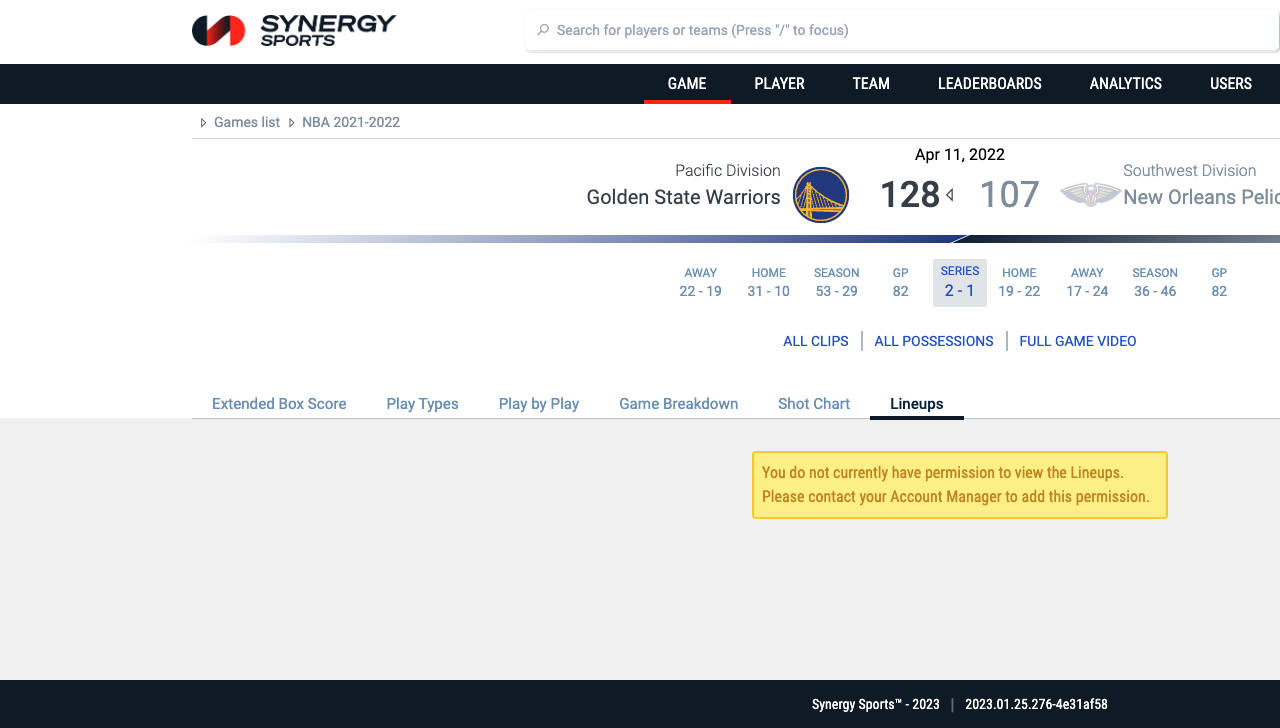 SYNERGY
SPORTS
Search for players or teams (Press "/" to focus)
GAME PLAYER TEAM LEADERBOARDS ANALYTICS USERS
Games list NBA 2021-2022
Apr 11, 2022
Pacific Division
Golden State Warriors
128 107
Southwest Division
New Orleans Pelic
AWAY HOME SEASON GP SERIES HOME AWAY SEASON GP
22 - 19 31 - 10 53 - 29 82 2 - 1 19 - 22 17 - 24 36 - 46 82
ALL CLIPS ALL POSSESSIONS FULL GAME VIDEO
Extended Box Score Play Types Play by Play Game Breakdown Shot Chart Lineups
You do not currently have permission to view the Lineups.
Please contact your Account Manager to add this permission.
Synergy Sports™ - 2023 | 2023.01.25.276-4e31af58